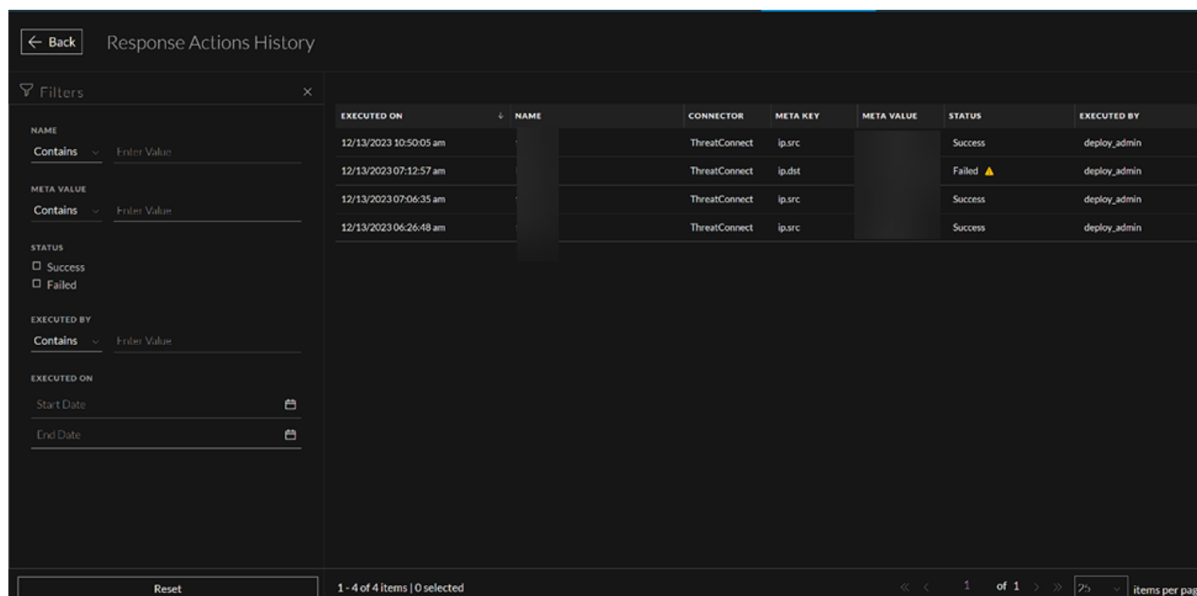 ← Back Response Actions History
Filters ×
NAME
Contains Enter Value
META VALUE
Contains Enter Value
STATUS
Success
Failed
EXECUTED BY
Contains Enter Value
EXECUTED ON
Start Date
End Date
Reset
EXECUTED ON ↓ NAME CONNECTOR META KEY META VALUE STATUS EXECUTED BY
12/13/2023 10:50:05 am ThreatConnect ip.src Success deploy_admin
12/13/2023 07:12:57 am ThreatConnect ip.dst Failed deploy_admin
12/13/2023 07:06:35 am ThreatConnect ip.src Success deploy_admin
12/13/2023 06:26:48 am ThreatConnect ip.src Success deploy_admin
1 - 4 of 4 items | 0 selected
« < 1 of 1 > » 25 items per pag